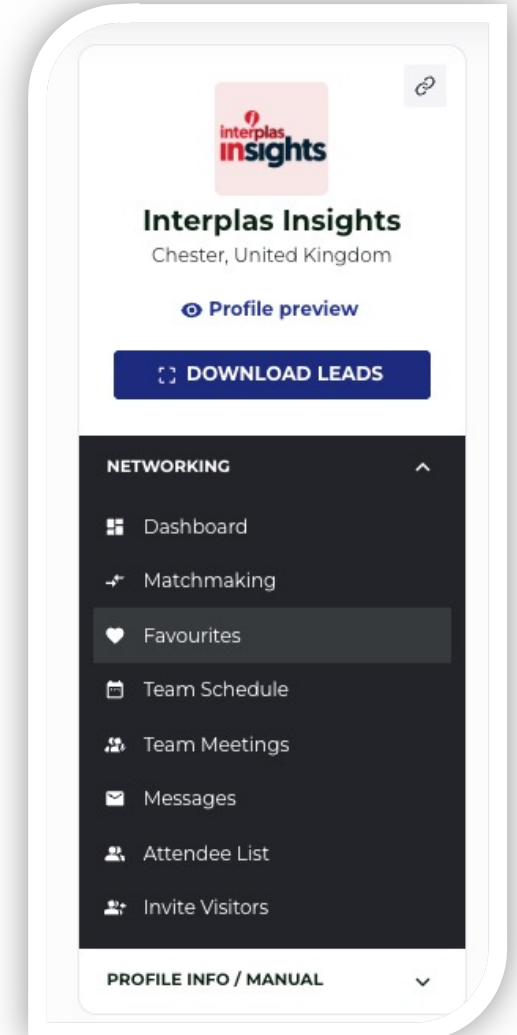 interplas
insights
Interplas Insights
Chester, United Kingdom
Profile preview
DOWNLOAD LEADS
NETWORKING
Dashboard
Matchmaking
Favourites
Team Schedule
Team Meetings
Messages
Attendee List
Invite Visitors
PROFILE INFO / MANUAL